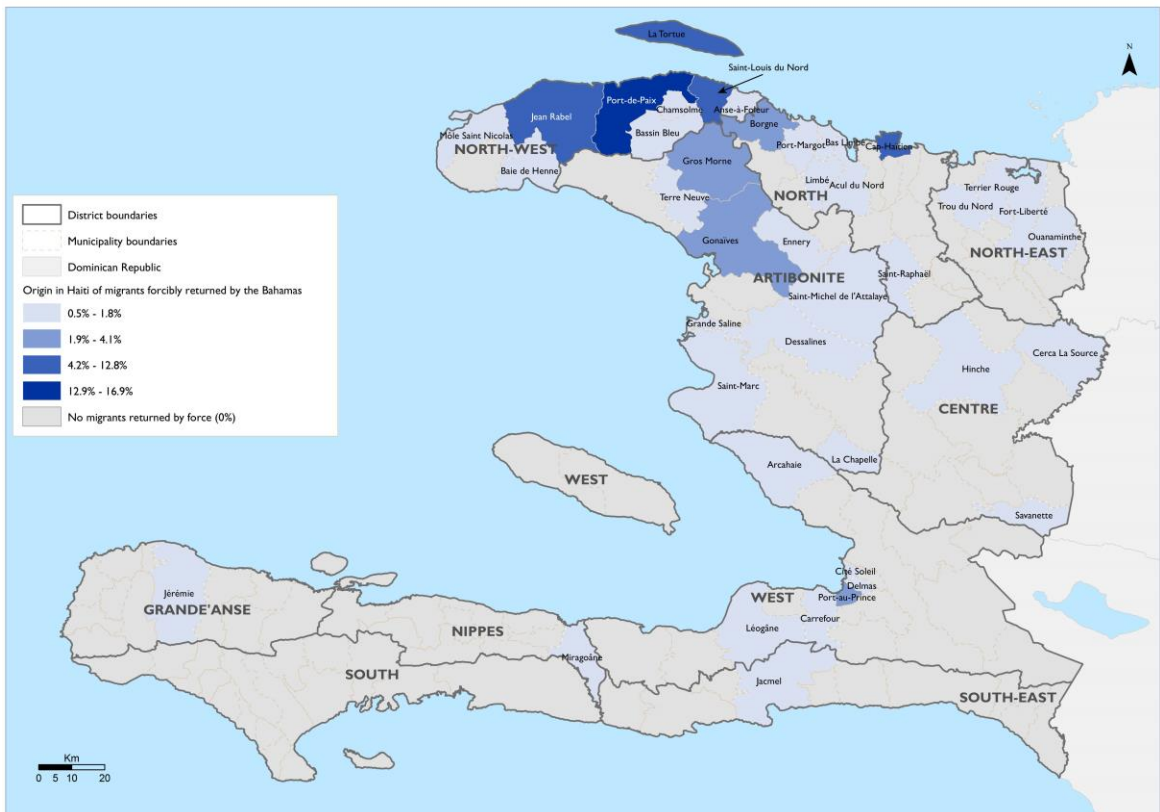 N
La Tortue
Saint-Louis du Nord
Port-de-Paix
Chamsolme
Anse-à-Foleur
Jean Rabel
Borgne
Bassin Bleu
Môle Saint Nicolas
NORTH-WEST
Port-Margot
Bas Limbé
Cap-Haïtien
Gros Morne
Baie de Henne
Limbé
Acul du Nord
NORTH
Terrier Rouge
Trou du Nord
Fort-Liberté
Terre Neuve
Ouanaminthe
NORTH-EAST
Gonaïves
Ennery
ARTIBONITE
Saint-Raphaël
Saint-Michel de l'Attalaye
Grande Saline
Dessalines
Cerca La Source
Hinche
Saint-Marc
CENTRE
La Chapelle
Arcahaie
WEST
Savanette
Cité Soleil
Delmas
Port-au-Prince
WEST
Carrefour
Léogâne
Jérémie
GRANDE'ANSE
NIPPES
Miragoâne
SOUTH
Jacmel
SOUTH-EAST
District boundaries
Municipality boundaries
Dominican Republic
Origin in Haiti of migrants forcibly returned by the Bahamas
0.5% - 1.8%
1.9% - 4.1%
4.2% - 12.8%
12.9% - 16.9%
No migrants returned by force (0%)
Km
0 5 10 20